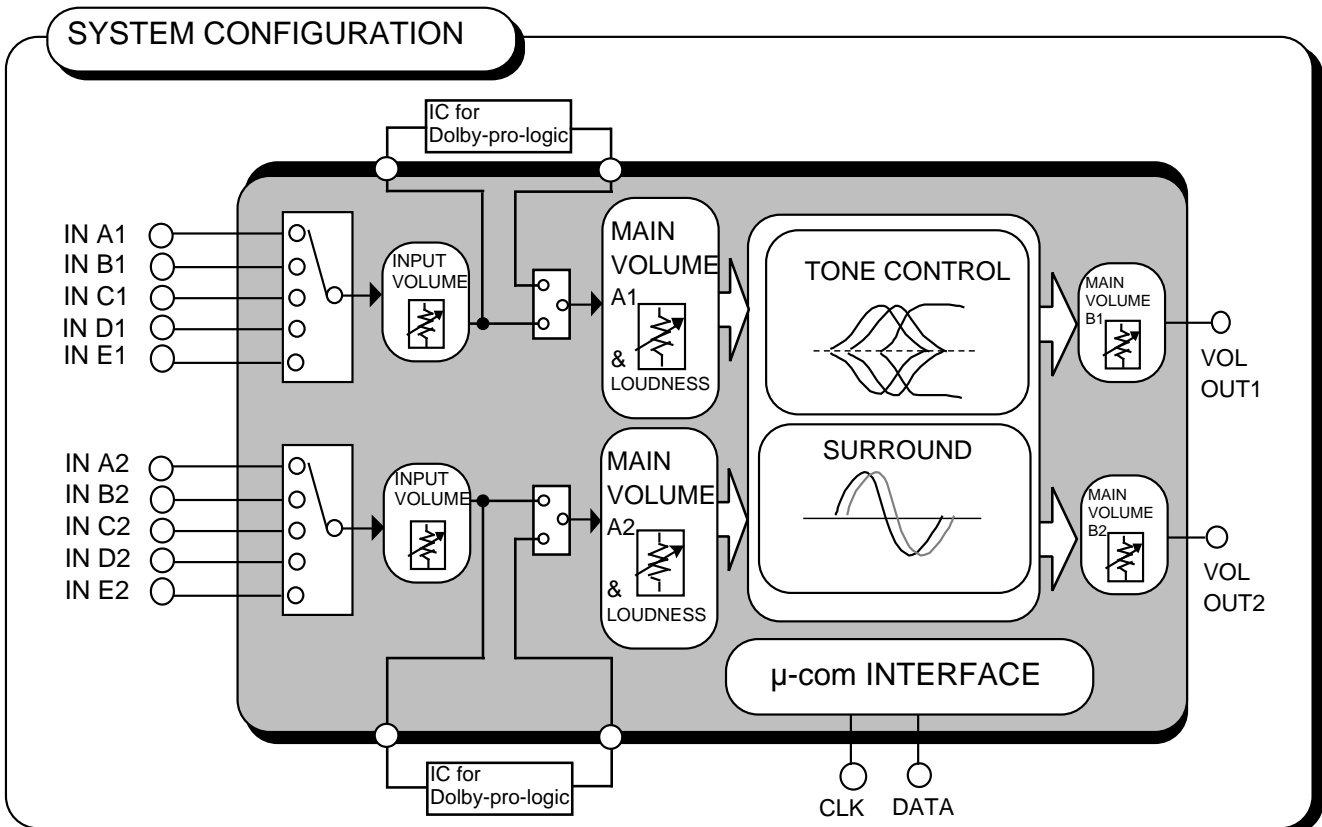 SYSTEM CONFIGURATION
IC for
Dolby-pro-logic
IN A1
IN B1
IN C1
IN D1
IN E1
INPUT
VOLUME
MAIN
VOLUME
A1
&
LOUDNESS
TONE CONTROL
MAIN
VOLUME
B1
VOL
OUT1
IN A2
IN B2
IN C2
IN D2
IN E2
INPUT
VOLUME
MAIN
VOLUME
A2
&
LOUDNESS
SURROUND
MAIN
VOLUME
B2
VOL
OUT2
µ-com INTERFACE
IC for
Dolby-pro-logic
CLK DATA